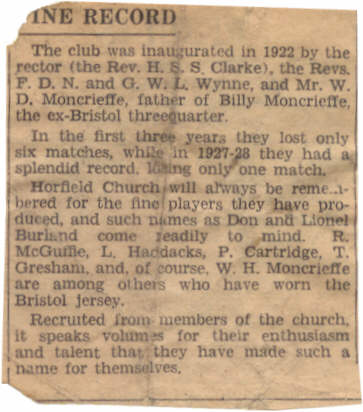 INE RECORD
The club was inaugurated in 1922 by the
rector (the Rev. H. S. S. Clarke), the Revs.
F. D. N. and G. W. L. Wynne, and Mr. W.
D. Moncrieffe, father of Billy Moncrieffe,
the ex-Bristol threequarter.
In the first three years they lost only
six matches, while in 1927-28 they had a
splendid record, losing only one match.
Horfield Church will always be remem-
bered for the fine players they have pro-
duced, and such names as Don and Lionel
Burland come readily to mind. R.
McGuffie, L. Haddacks, P. Cartridge, T.
Gresham, and, of course, W. H. Moncrieffe
are among others who have worn the
Bristol jersey.
Recruited from members of the church,
it speaks volumes for their enthusiasm
and talent that they have made such a
name for themselves.